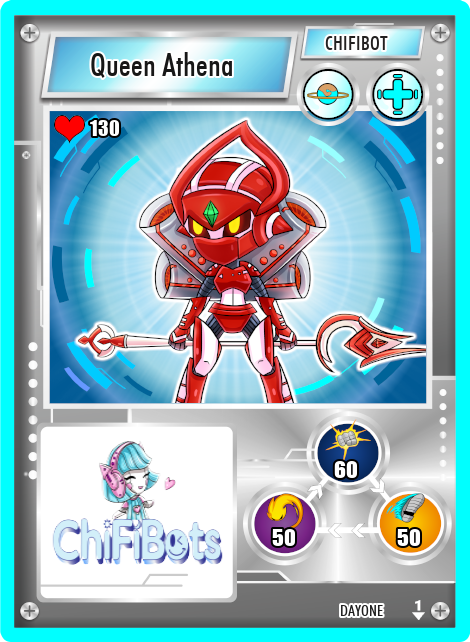 Queen Athena
CHIFIBOT
130
60
50
50
ChiFiBots
DAYONE
1